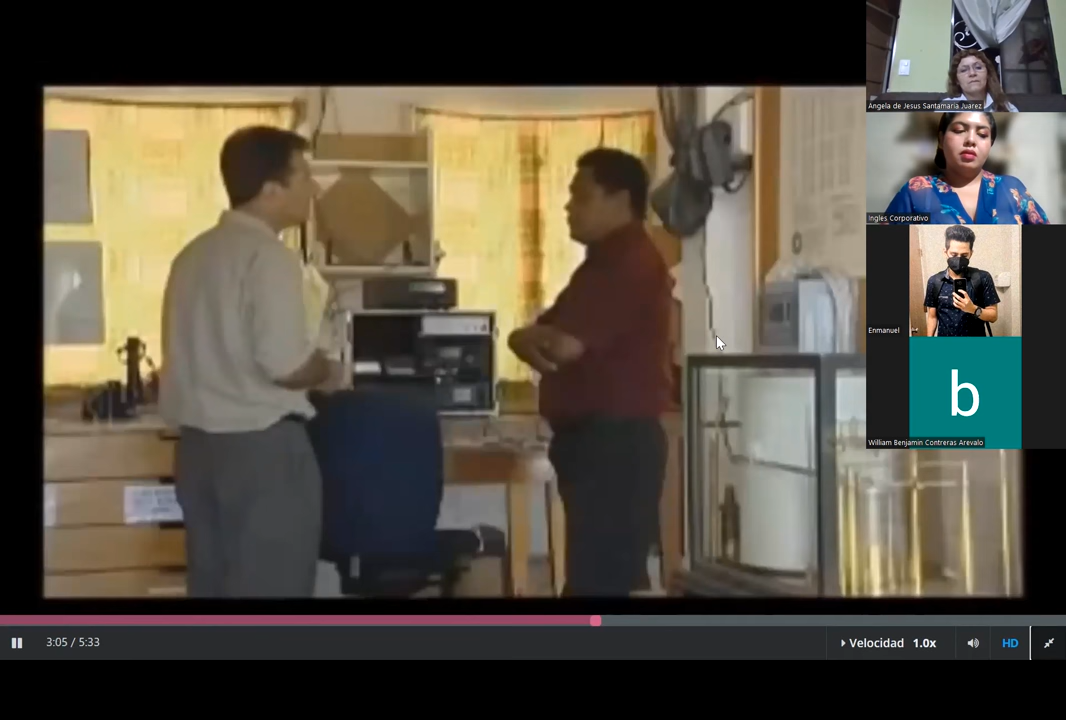 Angela de Jesus Santamaria Juarez
Inglés Corporativo
Enmanuel
b
William Benjamin Contreras Arevalo
3:05 / 5:33
Velocidad 1.0x
HD